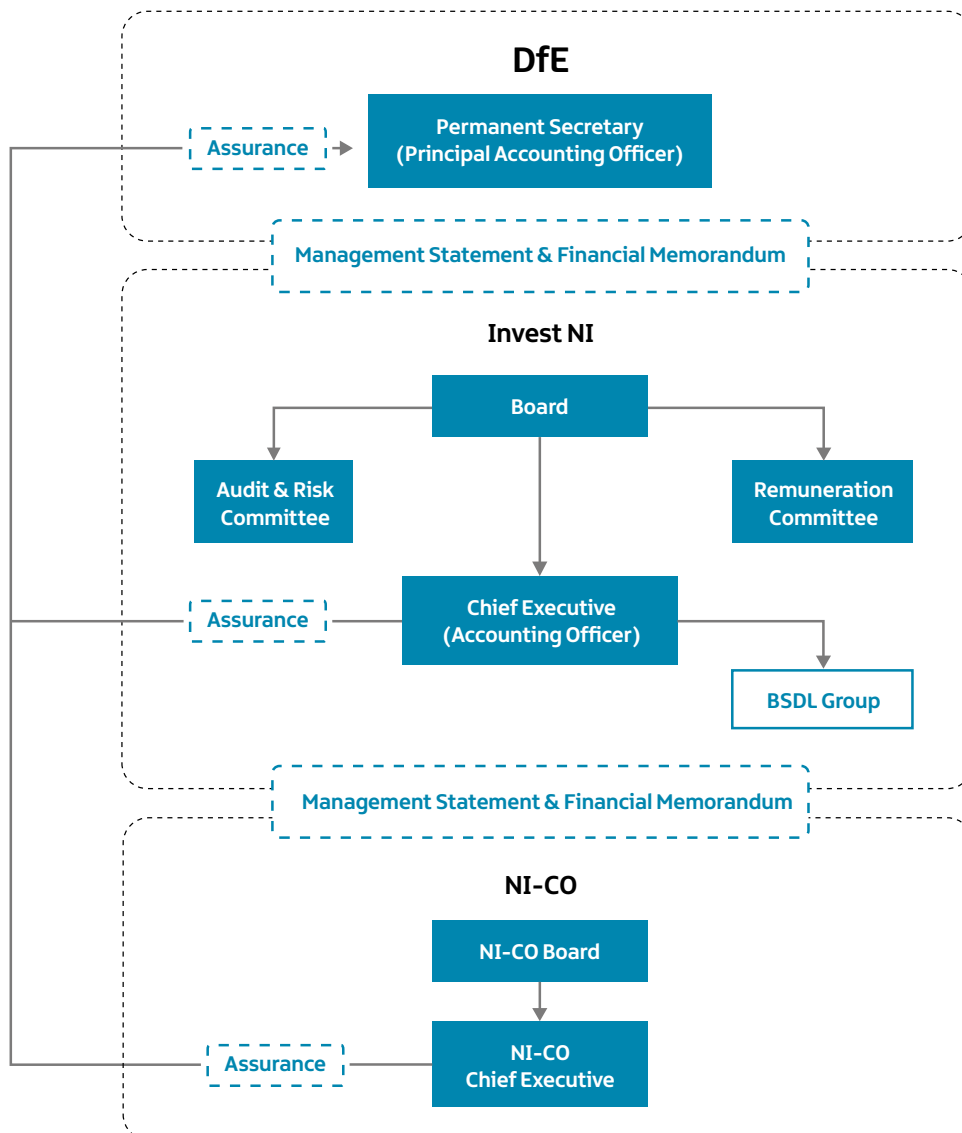 DfE
Permanent Secretary
(Principal Accounting Officer)
Assurance
Management Statement & Financial Memorandum
Invest NI
Board
Audit & Risk
Committee
Remuneration
Committee
Chief Executive
(Accounting Officer)
Assurance
BSDL Group
Management Statement & Financial Memorandum
NI-CO
NI-CO Board
NI-CO
Chief Executive
Assurance